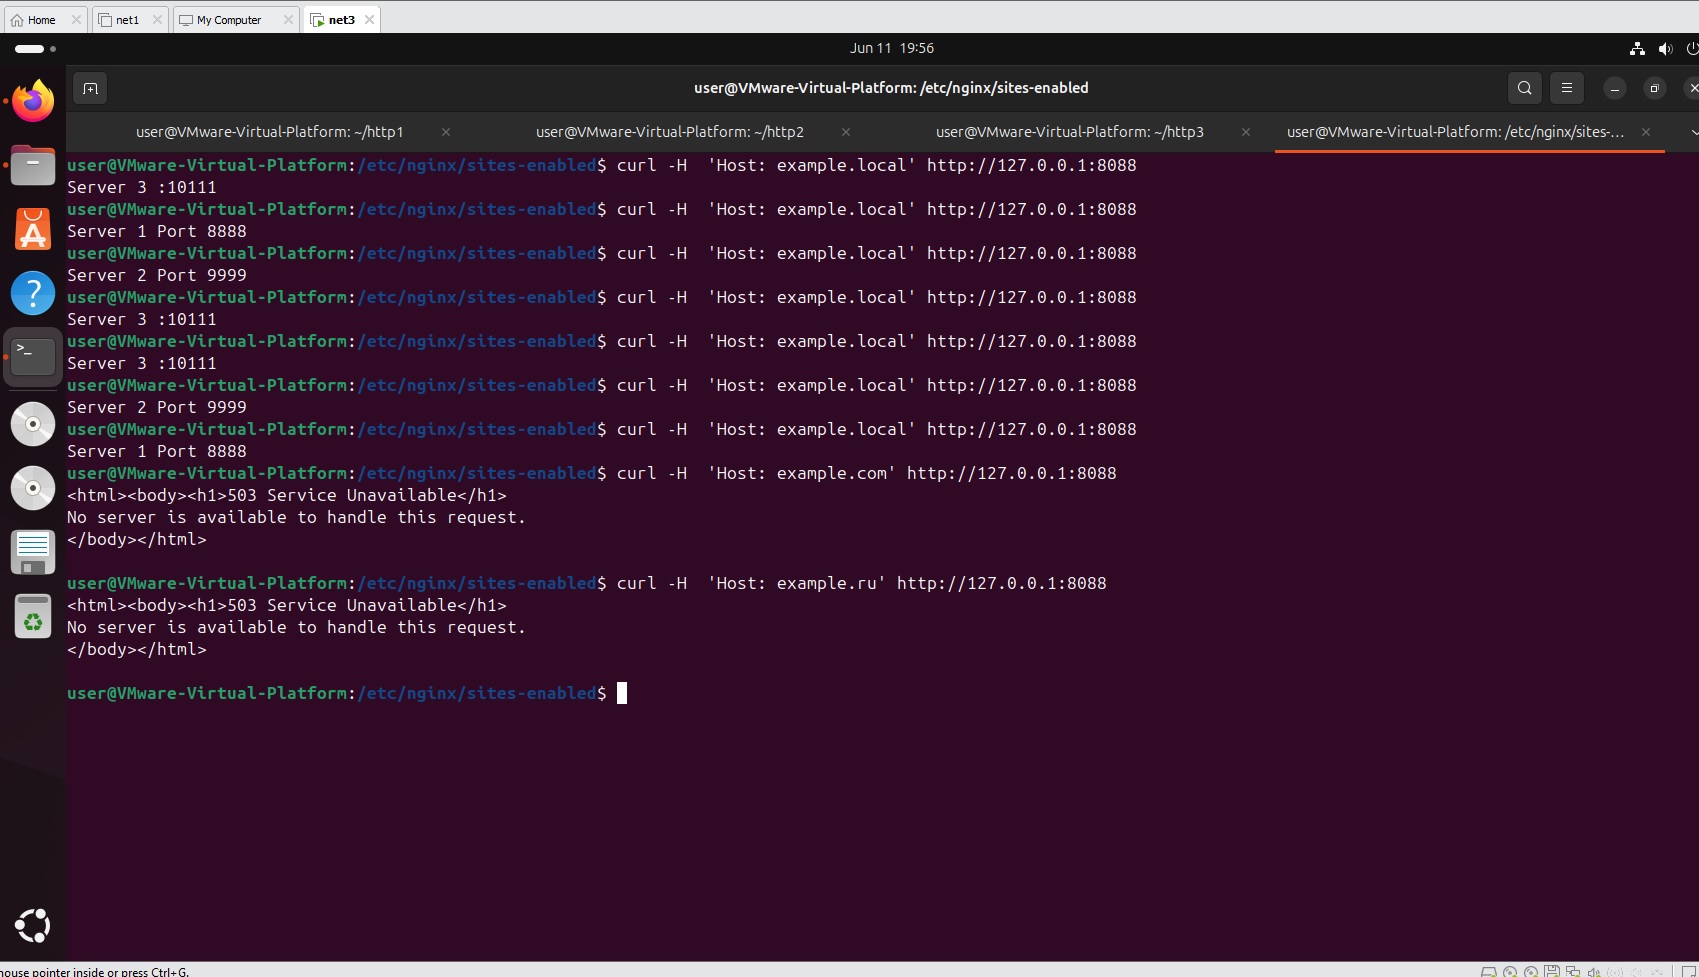 Home
net1
My Computer
net3
Jun 11 19:56
user@VMware-Virtual-Platform: /etc/nginx/sites-enabled
user@VMware-Virtual-Platform: ~/http1
user@VMware-Virtual-Platform: ~/http2
user@VMware-Virtual-Platform: ~/http3
user@VMware-Virtual-Platform: /etc/nginx/sites-...
user@VMware-Virtual-Platform:/etc/nginx/sites-enabled$ curl -H  'Host: example.local' http://127.0.0.1:8088
Server 3 :10111
user@VMware-Virtual-Platform:/etc/nginx/sites-enabled$ curl -H  'Host: example.local' http://127.0.0.1:8088
Server 1 Port 8888
user@VMware-Virtual-Platform:/etc/nginx/sites-enabled$ curl -H  'Host: example.local' http://127.0.0.1:8088
Server 2 Port 9999
user@VMware-Virtual-Platform:/etc/nginx/sites-enabled$ curl -H  'Host: example.local' http://127.0.0.1:8088
Server 3 :10111
user@VMware-Virtual-Platform:/etc/nginx/sites-enabled$ curl -H  'Host: example.local' http://127.0.0.1:8088
Server 3 :10111
user@VMware-Virtual-Platform:/etc/nginx/sites-enabled$ curl -H  'Host: example.local' http://127.0.0.1:8088
Server 2 Port 9999
user@VMware-Virtual-Platform:/etc/nginx/sites-enabled$ curl -H  'Host: example.local' http://127.0.0.1:8088
Server 1 Port 8888
user@VMware-Virtual-Platform:/etc/nginx/sites-enabled$ curl -H  'Host: example.com' http://127.0.0.1:8088
<html><body><h1>503 Service Unavailable</h1>
No server is available to handle this request.
</body></html>
user@VMware-Virtual-Platform:/etc/nginx/sites-enabled$ curl -H  'Host: example.ru' http://127.0.0.1:8088
<html><body><h1>503 Service Unavailable</h1>
No server is available to handle this request.
</body></html>
user@VMware-Virtual-Platform:/etc/nginx/sites-enabled$
pointer inside or press Ctrl+G.